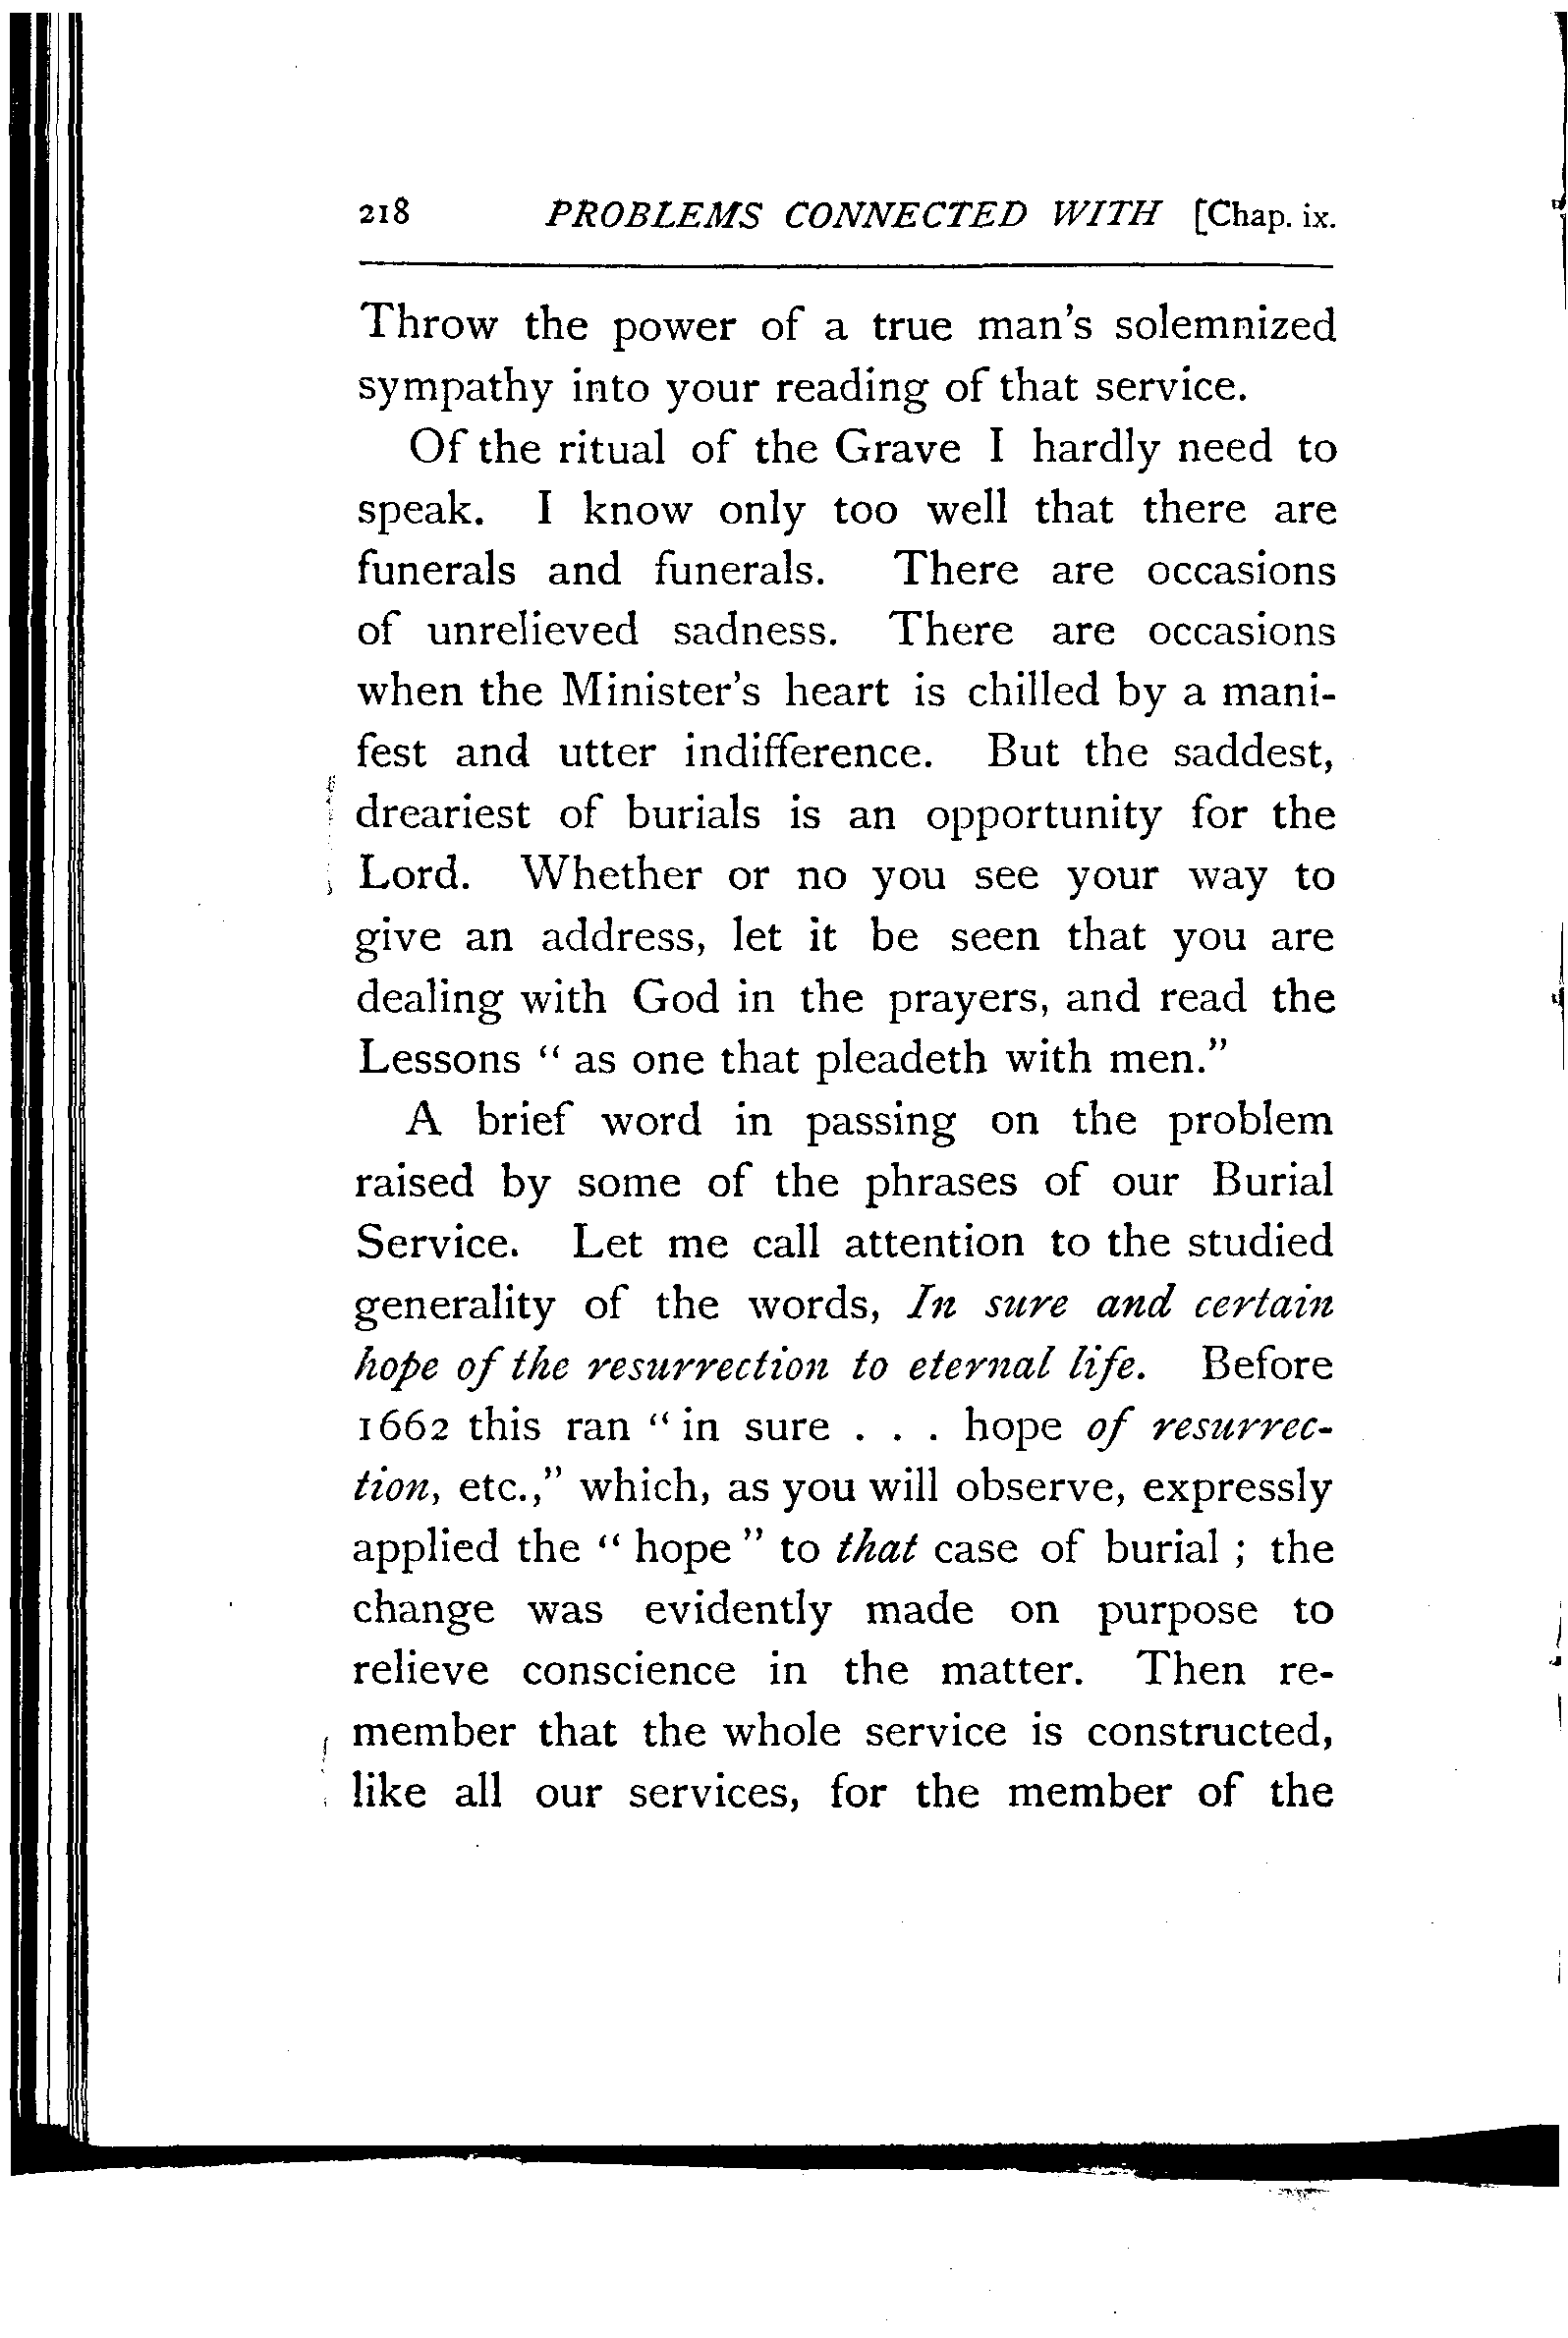 218 PROBLEMS CONNECTED WITH [Chap. ix.
Throw the power of a true man's solemnized
sympathy into your reading of that service.
Of the ritual of the Grave I hardly need to
speak. I know only too well that there are
funerals and funerals. There are occasions
of unrelieved sadness. There are occasions
when the Minister's heart is chilled by a mani-
fest and utter indifference. But the saddest,
dreariest of burials is an opportunity for the
Lord. Whether or no you see your way to
give an address, let it be seen that you are
dealing with God in the prayers, and read the
Lessons “ as one that pleadeth with men.”
A brief word in passing on the problem
raised by some of the phrases of our Burial
Service. Let me call attention to the studied
generality of the words, In sure and certain
hope of the resurrection to eternal life. Before
1662 this ran “ in sure . . . hope of resurrec-
tion, etc.,” which, as you will observe, expressly
applied the “ hope ” to that case of burial ; the
change was evidently made on purpose to
relieve conscience in the matter. Then re-
member that the whole service is constructed,
like all our services, for the member of the